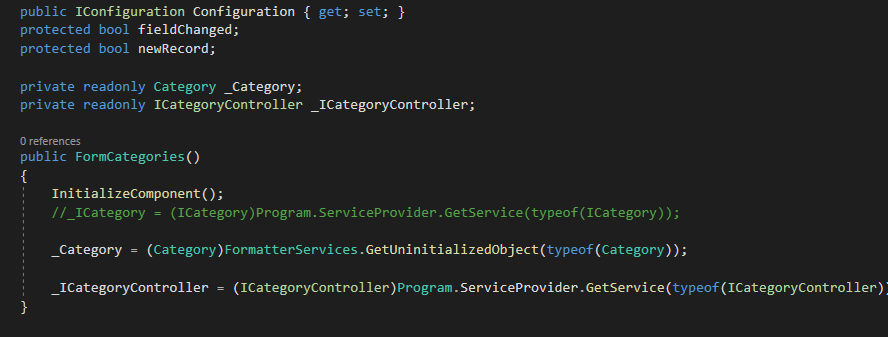 public IConfiguration Configuration { get; set; }
protected bool fieldChanged;
protected bool newRecord;
private readonly Category _Category;
private readonly ICategoryController _ICategoryController;
0 references
public FormCategories()
{
InitializeComponent();
//_ICategory = (ICategory)Program.ServiceProvider.GetService(typeof(ICategory));
_Category = (Category)FormatterServices.GetUninitializedObject(typeof(Category));
_ICategoryController = (ICategoryController)Program.ServiceProvider.GetService(typeof(ICategoryController))
}